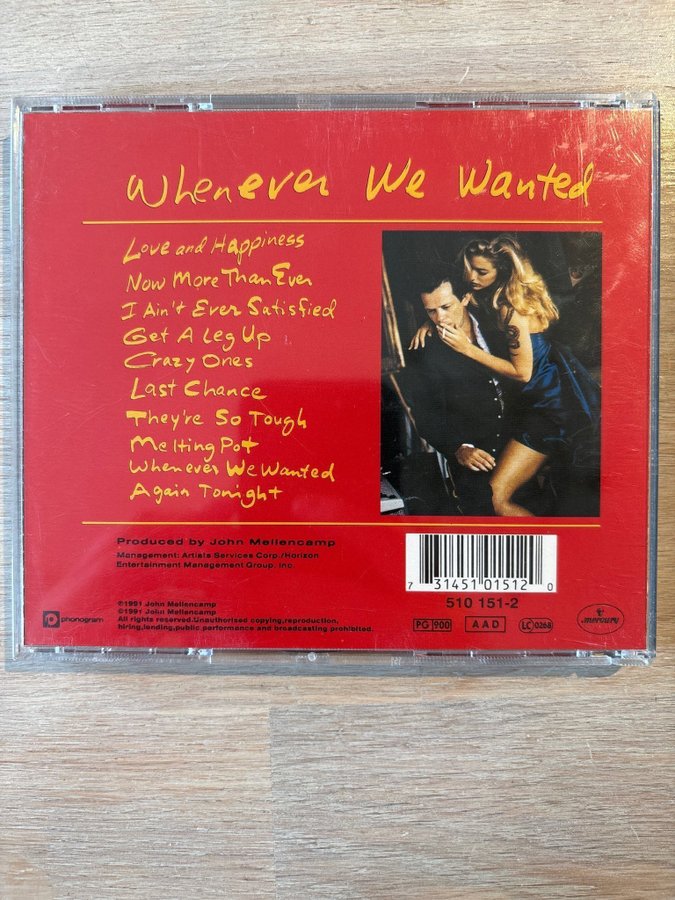 Whenever We Wanted
Love and Happiness
Now More Than Ever
I Ain't Ever Satisfied
Get A Leg Up
Crazy Ones
Last Chance
They're So Tough
Melting Pot
Whenever We Wanted
Again Tonight
Produced by John Mellencamp
Management: Artists Services Corp./Horizon
Entertainment Management Group, Inc.
7 31451 01512 0
510 151-2
℗1991 John Mellencamp
©1991 John Mellencamp
All rights reserved.Unauthorised copying,reproduction,
hiring,lending,public performance and broadcasting prohibited.
phonogram
PG 900
AAD
LC 0268
mercury